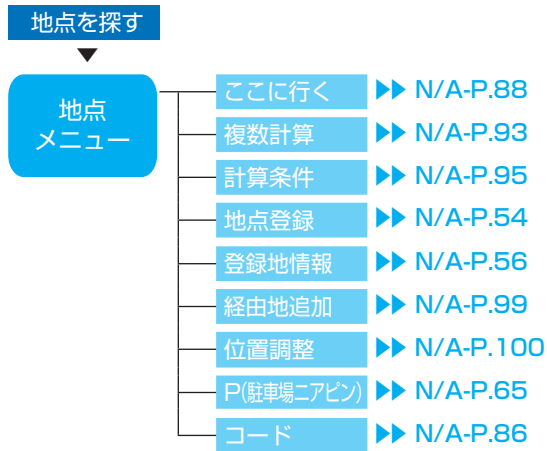 地点を探す
▼
地点
メニュー
ここに行く ▶▶ N/A-P.88
複数計算 ▶▶ N/A-P.93
計算条件 ▶▶ N/A-P.95
地点登録 ▶▶ N/A-P.54
登録地情報 ▶▶ N/A-P.56
経由地追加 ▶▶ N/A-P.99
位置調整 ▶▶ N/A-P.100
P(駐車場ニアピン) ▶▶ N/A-P.65
コード ▶▶ N/A-P.86